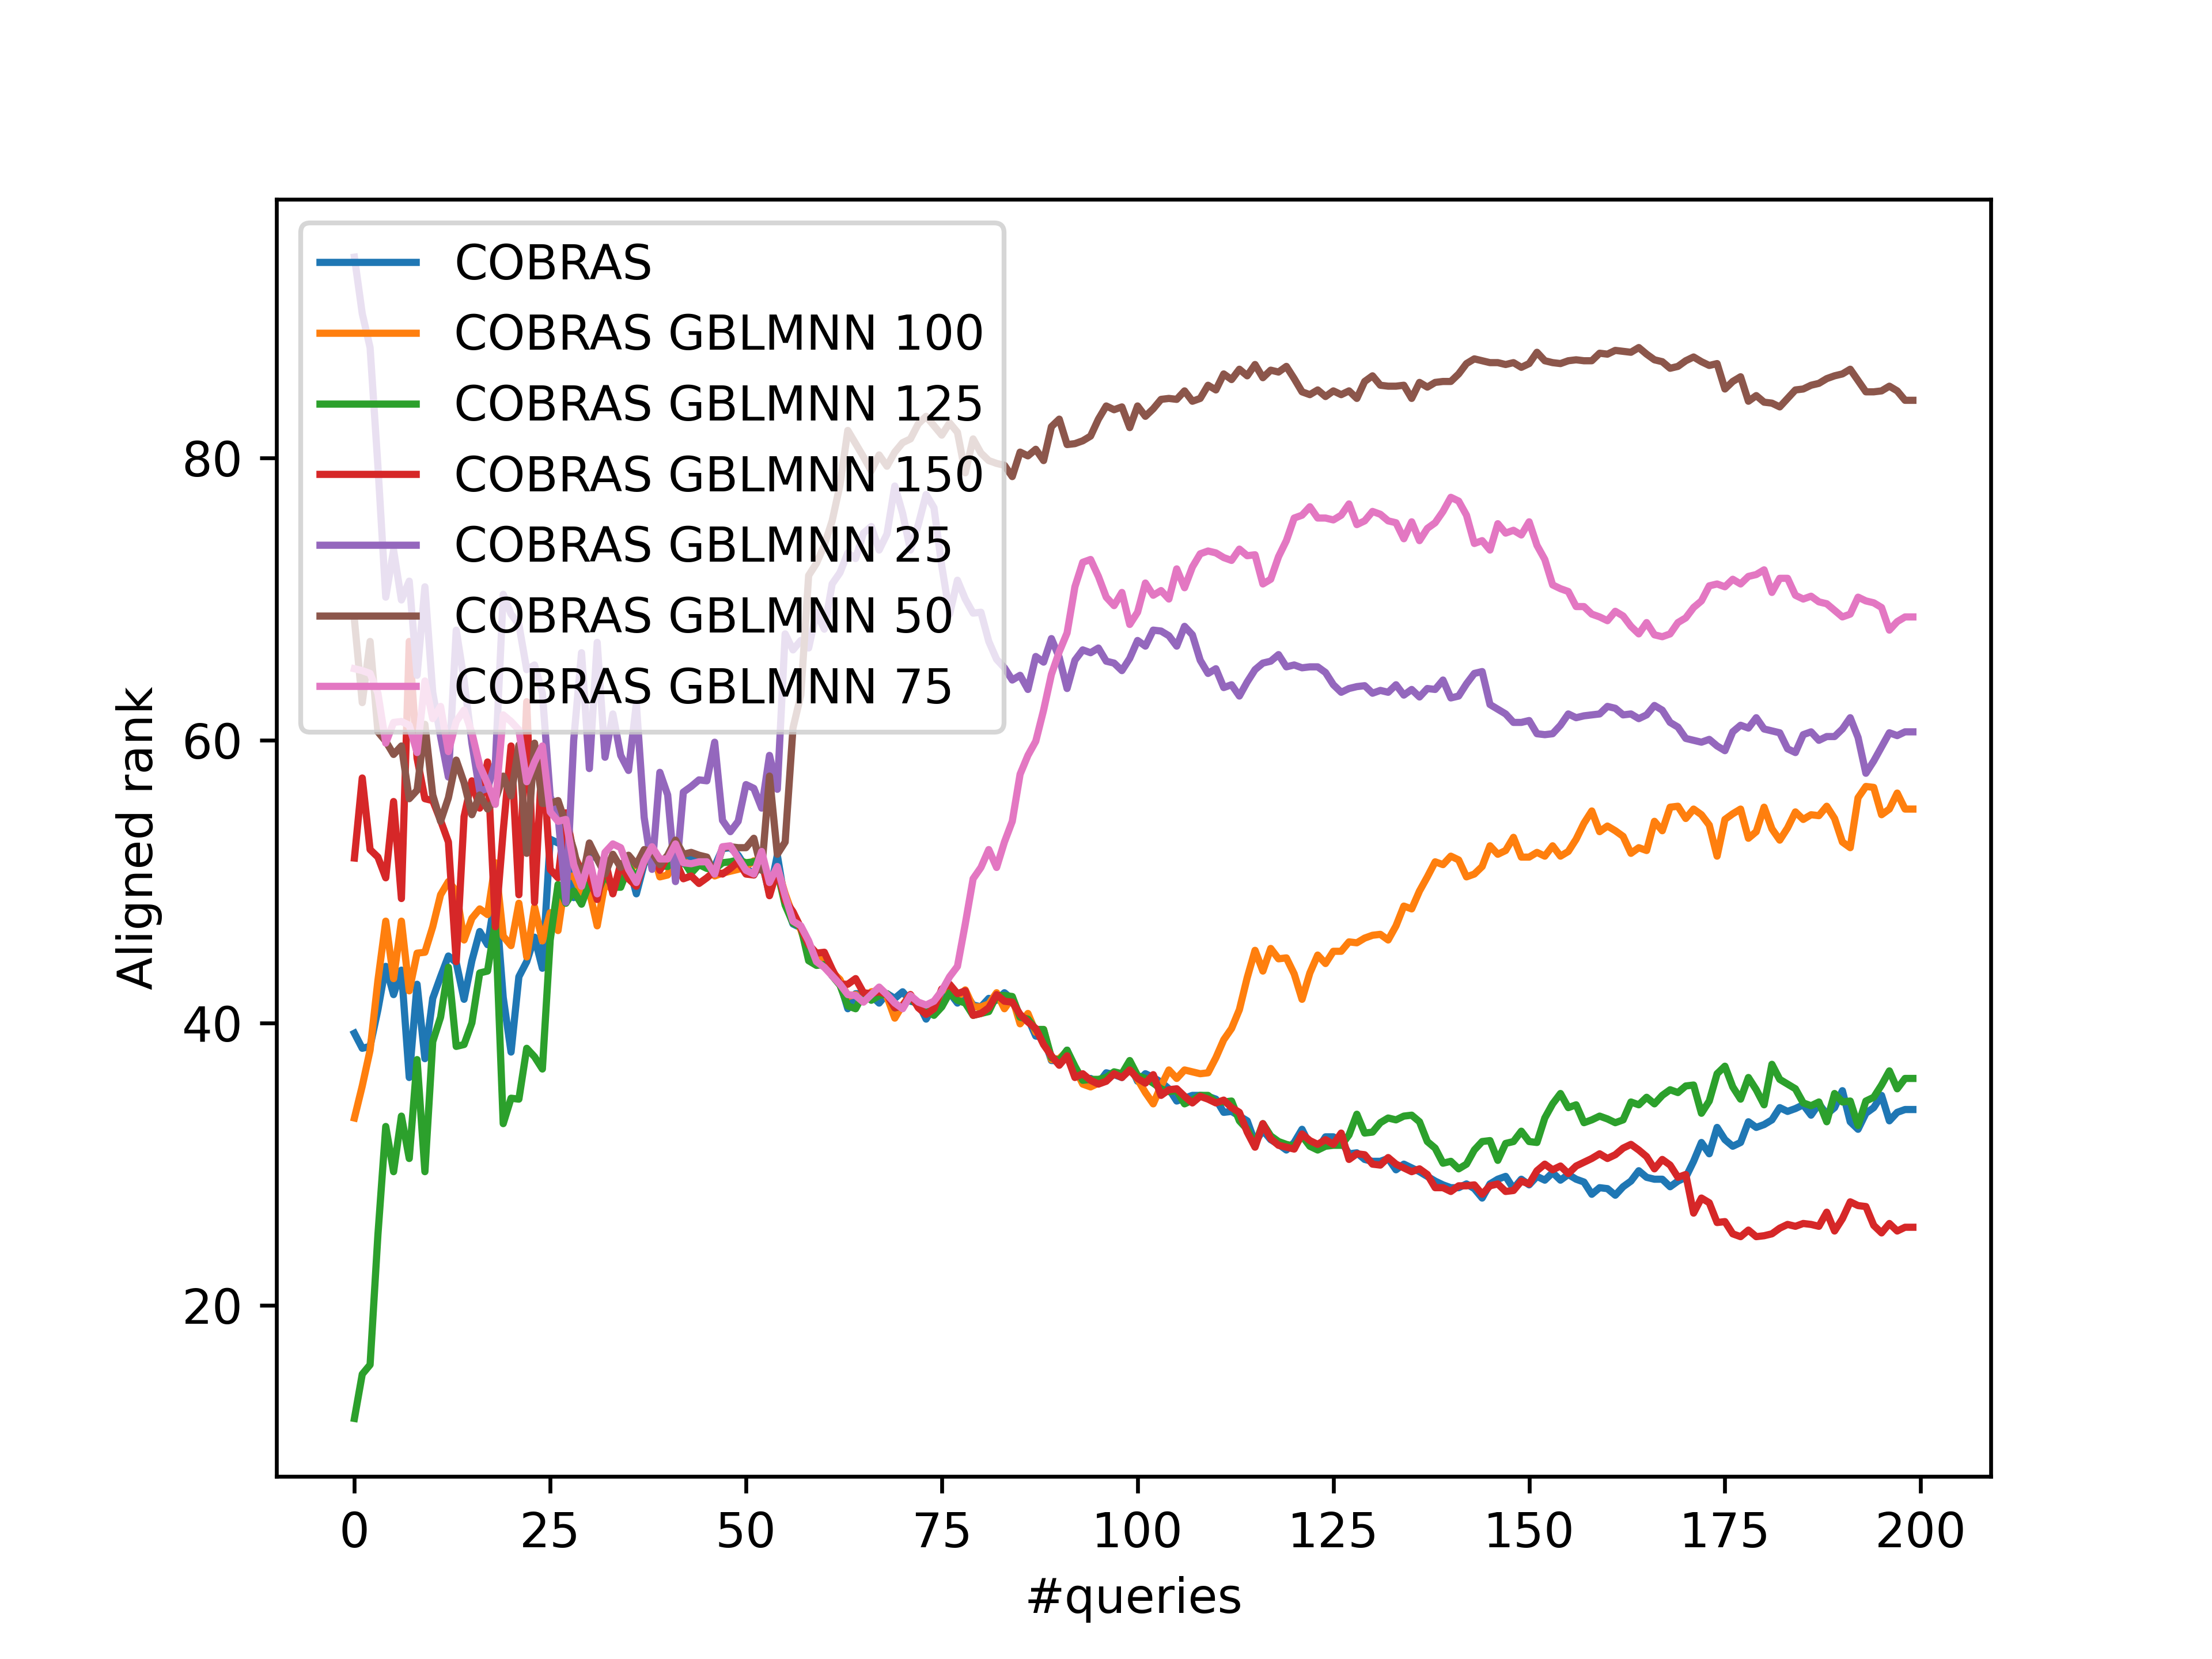 COBRAS
COBRAS GBLMNN 100
COBRAS GBLMNN 125
COBRAS GBLMNN 150
COBRAS GBLMNN 25
COBRAS GBLMNN 50
COBRAS GBLMNN 75
Aligned rank
80
60
40
20
0 25 50 75 100 125 150 175 200
#queries